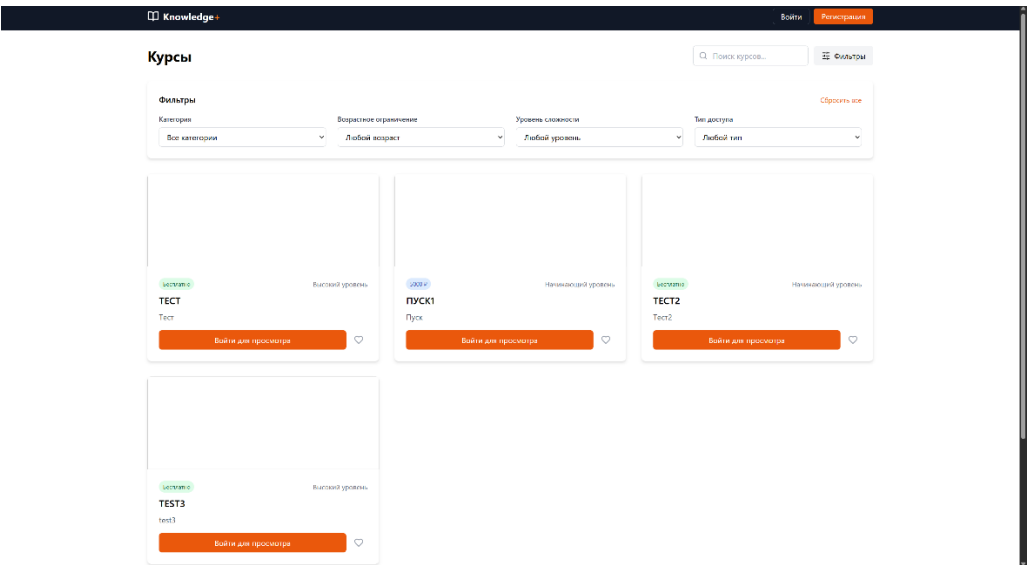 Knowledge+
Войти Регистрация
Курсы
Поиск курсов...
Фильтры
Фильтры
Сбросить все
Категория Возрастное ограничение Уровень сложности Тип доступа
Все категории Любой возраст Любой уровень Любой тип
Бесплатно Высокий уровень
ТЕСТ
Тест
Войти для просмотра
5000 ₽ Начинающий уровень
ПУСК1
Пуск
Войти для просмотра
Бесплатно Начинающий уровень
ТЕСТ2
Тест2
Войти для просмотра
Бесплатно Высокий уровень
TEST3
test3
Войти для просмотра